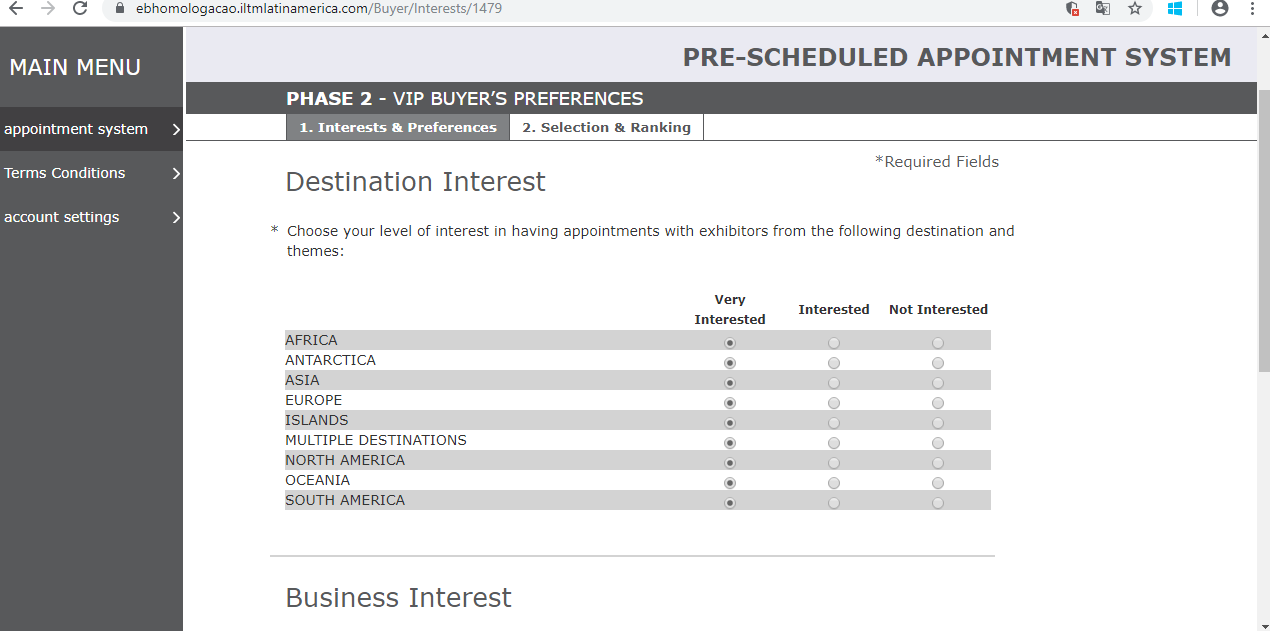 ebhomologacao.iltmlatinamerica.com/Buyer/Interests/1479
MAIN MENU
appointment system
Terms Conditions
account settings
PRE-SCHEDULED APPOINTMENT SYSTEM
PHASE 2 - VIP BUYER’S PREFERENCES
1. Interests & Preferences 2. Selection & Ranking
*Required Fields
Destination Interest
* Choose your level of interest in having appointments with exhibitors from the following destination and
themes:
Very
Interested
Interested
Not Interested
AFRICA
ANTARCTICA
ASIA
EUROPE
ISLANDS
MULTIPLE DESTINATIONS
NORTH AMERICA
OCEANIA
SOUTH AMERICA
Business Interest